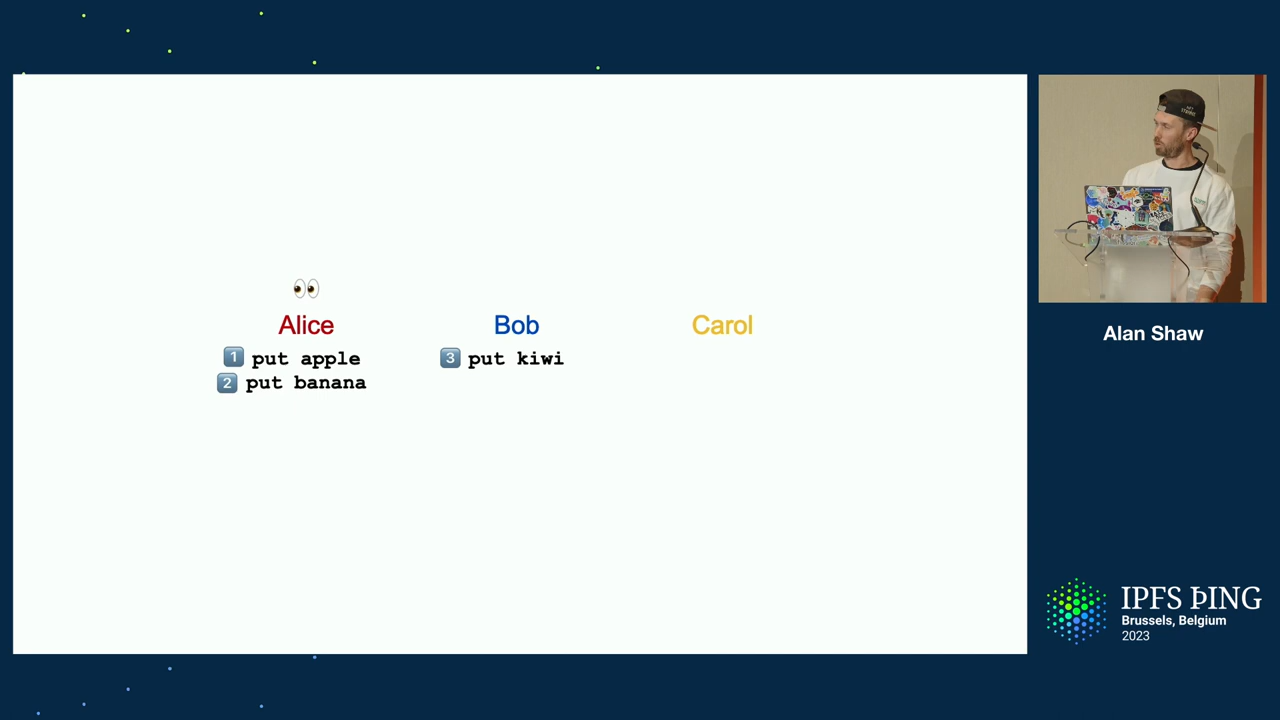 Alice
Bob
Carol
1 put apple
3 put kiwi
2 put banana
Alan Shaw
IPFS ÞING
Brussels, Belgium
2023